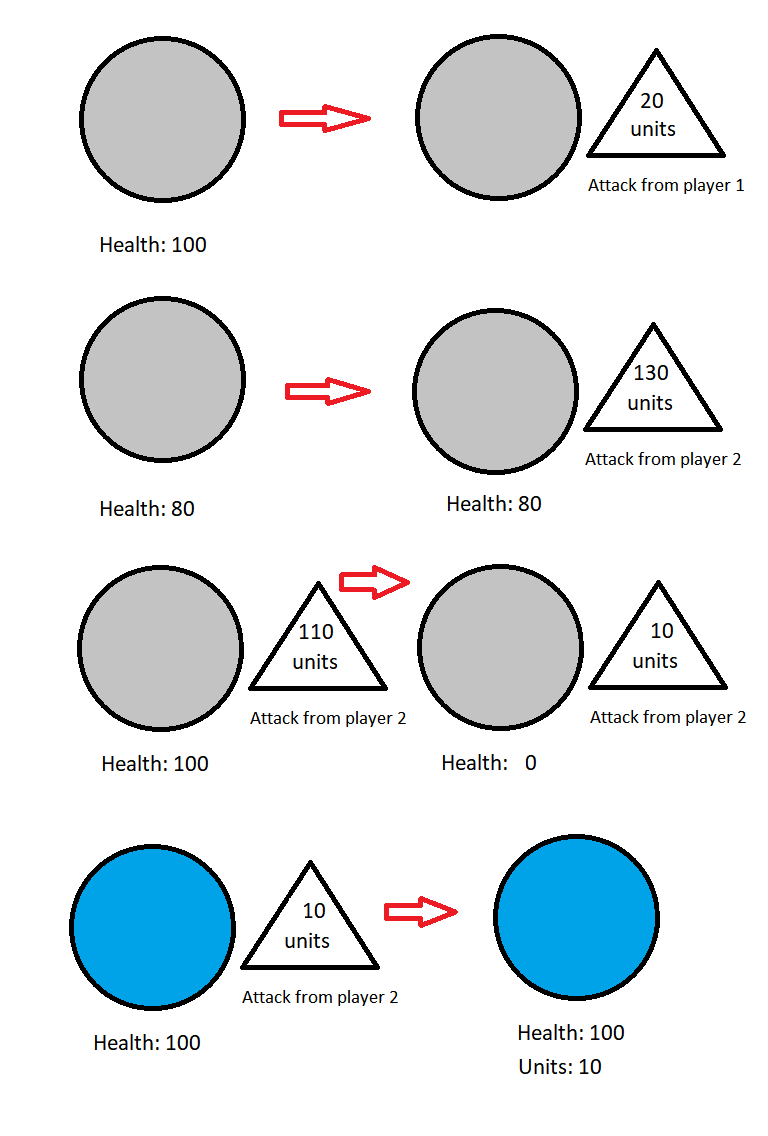 20
units
Attack from player 1
Health: 100
130
units
Attack from player 2
Health: 80
Health: 80
110
units
Attack from player 2
Health: 100
10
units
Attack from player 2
Health: 0
10
units
Attack from player 2
Health: 100
Health: 100
Units: 10